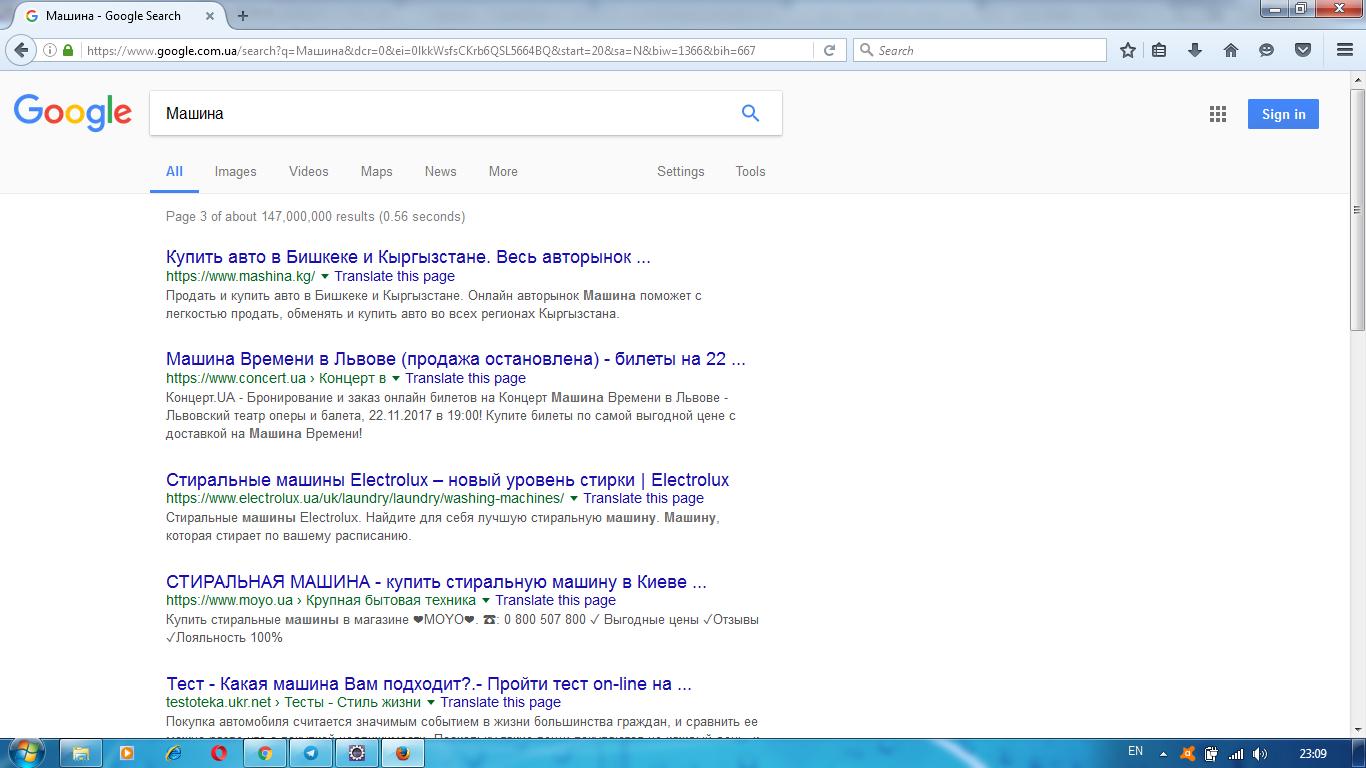 Машина - Google Search
https://www.google.com.ua/search?q=Машина&dcr=0&ei=0IkkWsfsCKrb6QSL5664BQ&start=20&sa=N&biw=1366&bih=667
Search
Google
Машина
Sign in
All Images Videos Maps News More Settings Tools
Page 3 of about 147,000,000 results (0.56 seconds)
Купить авто в Бишкеке и Кыргызстане. Весь авторынок ...
https://www.mashina.kg/ Translate this page
Продать и купить авто в Бишкеке и Кыргызстане. Онлайн авторынок Машина поможет с
легкостью продать, обменять и купить авто во всех регионах Кыргызстана.
Машина Времени в Львове (продажа остановлена) - билеты на 22 ...
https://www.concert.ua › Концерт в Translate this page
Концерт.UA - Бронирование и заказ онлайн билетов на Концерт Машина Времени в Львове -
Львовский театр оперы и балета, 22.11.2017 в 19:00! Купите билеты по самой выгодной цене с
доставкой на Машина Времени!
Стиральные машины Electrolux – новый уровень стирки | Electrolux
https://www.electrolux.ua/uk/laundry/laundry/washing-machines/ Translate this page
Стиральные машины Electrolux. Найдите для себя лучшую стиральную машину. Машину,
которая стирает по вашему расписанию.
СТИРАЛЬНАЯ МАШИНА - купить стиральную машину в Киеве ...
https://www.moyo.ua › Крупная бытовая техника Translate this page
Купить стиральные машины в магазине ❤MOYO❤. ☎: 0 800 507 800 ✓ Выгодные цены ✓Отзывы
✓Лояльность 100%
Тест - Какая машина Вам подходит?.- Пройти тест on-line на ...
testoteka.ukr.net › Тесты - Стиль жизни Translate this page
Покупка автомобиля считается значимым событием в жизни большинства граждан, и сравнить ее
EN
23:09